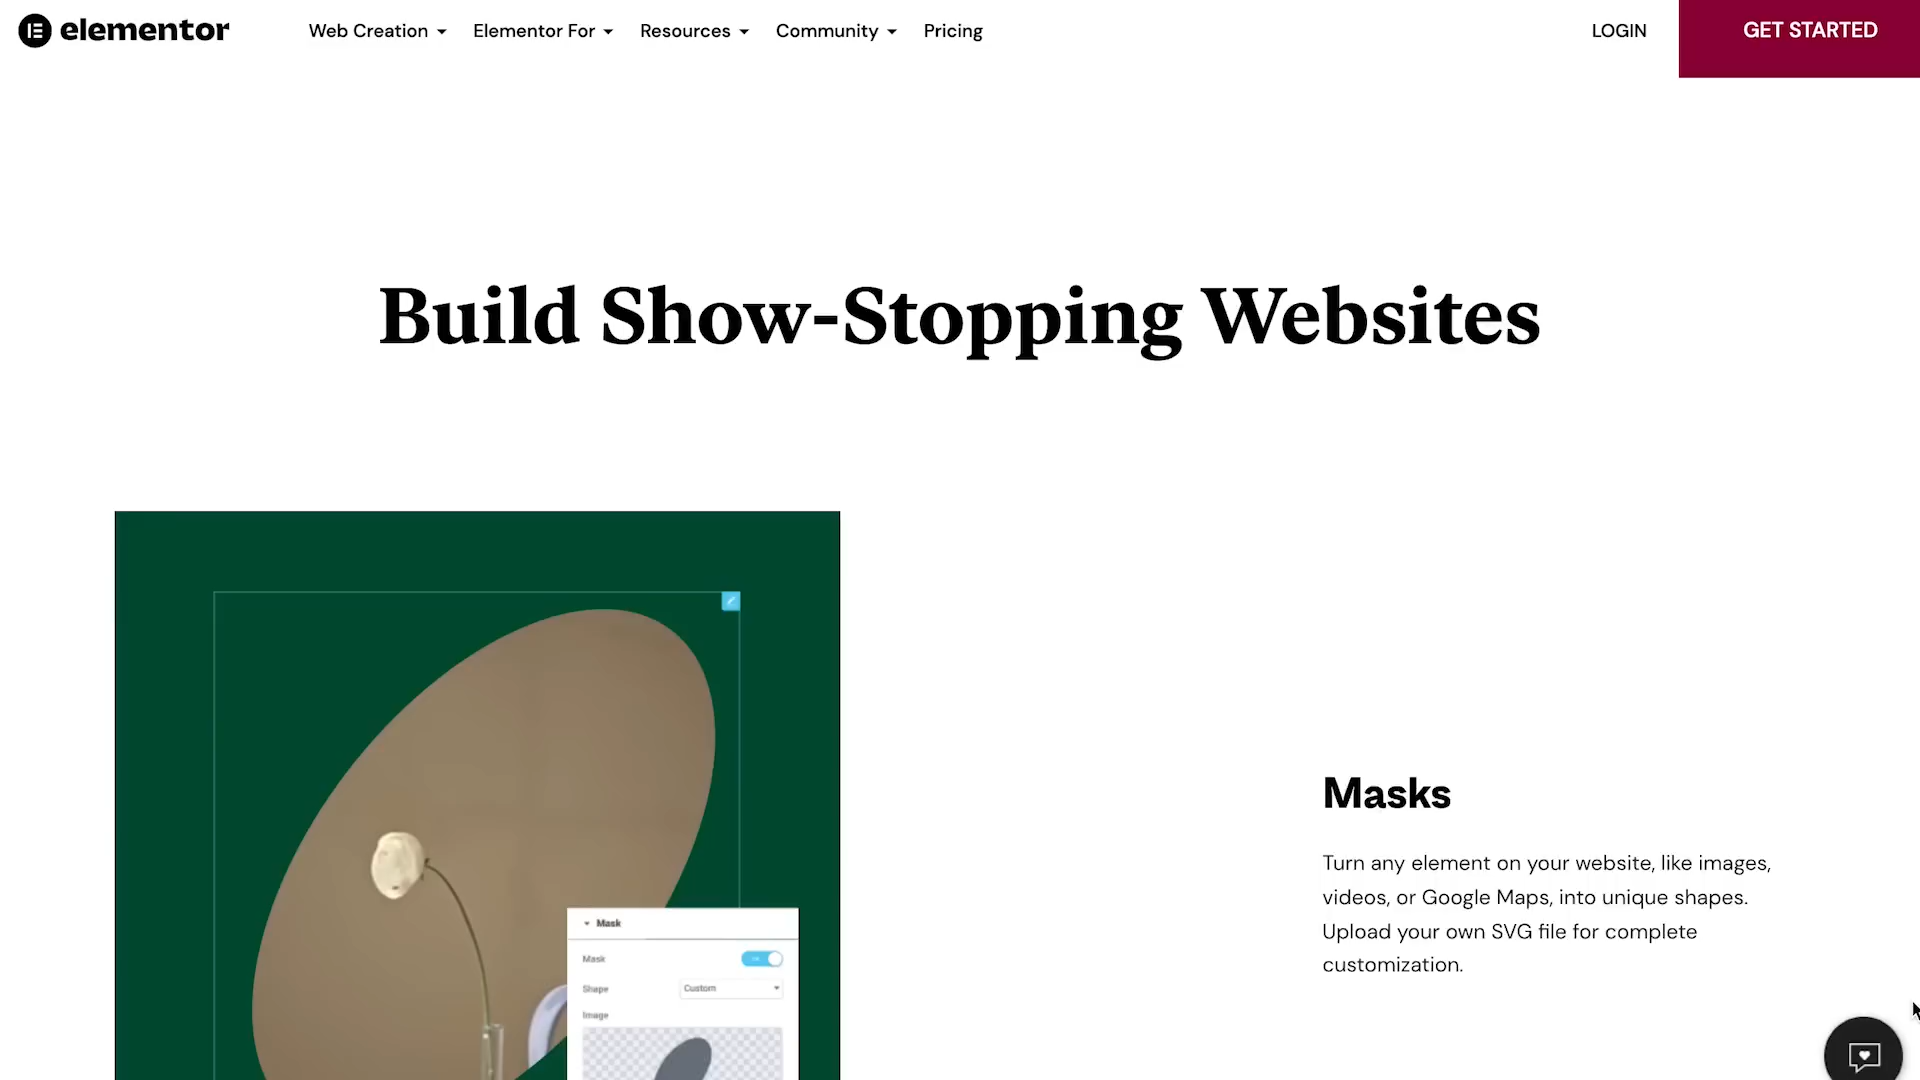 elementor
Web Creation
Elementor For
Resources
Community
Pricing
LOGIN
GET STARTED
Build Show-Stopping Websites
Mask
Mask
Shape
Custom
Image
Masks
Turn any element on your website, like images,
videos, or Google Maps, into unique shapes.
Upload your own SVG file for complete
customization.